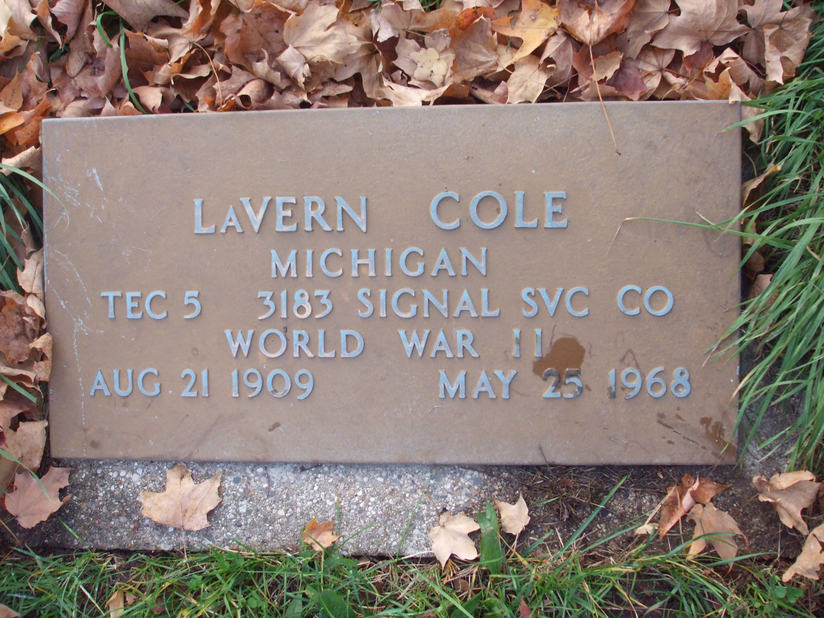 LaVERN COLE
MICHIGAN
TEC 5 3183 SIGNAL SVC CO
WORLD WAR II
AUG 21 1909 MAY 25 1968